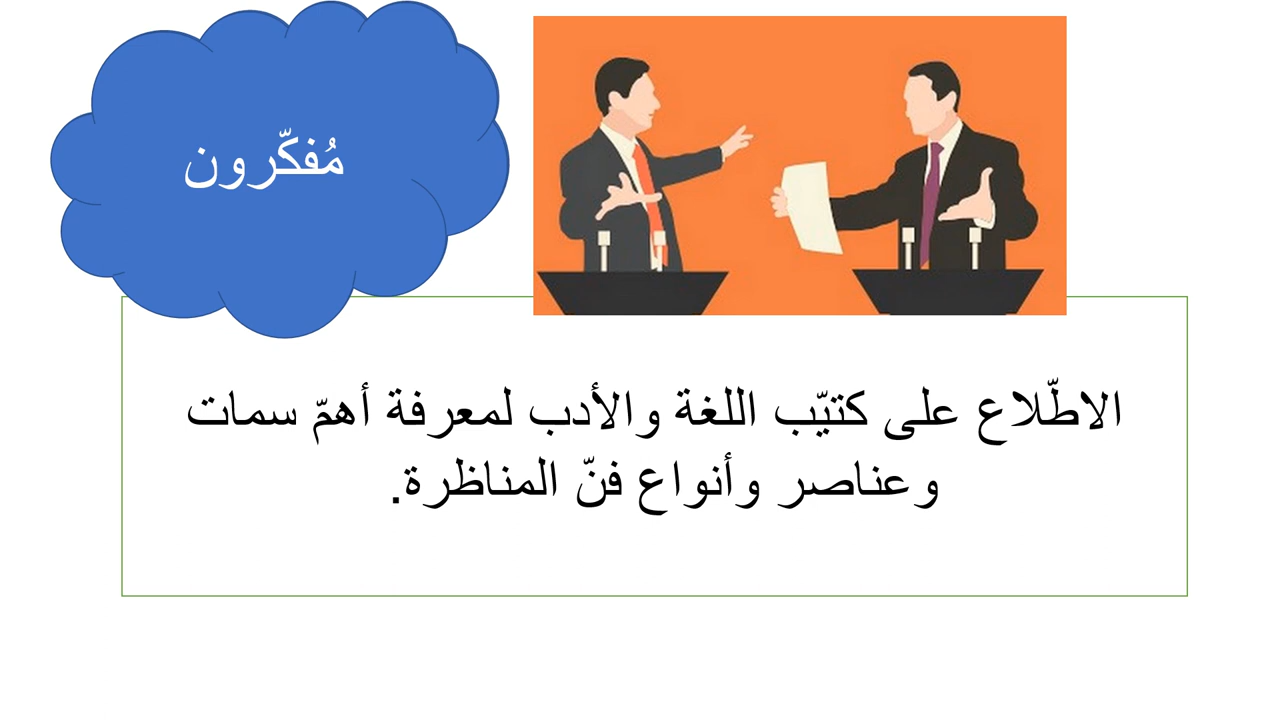 مُفكّرون
الاطّلاع على كتيّب اللغة والأدب لمعرفة أهمّ سمات
وعناصر وأنواع فنّ المناظرة.